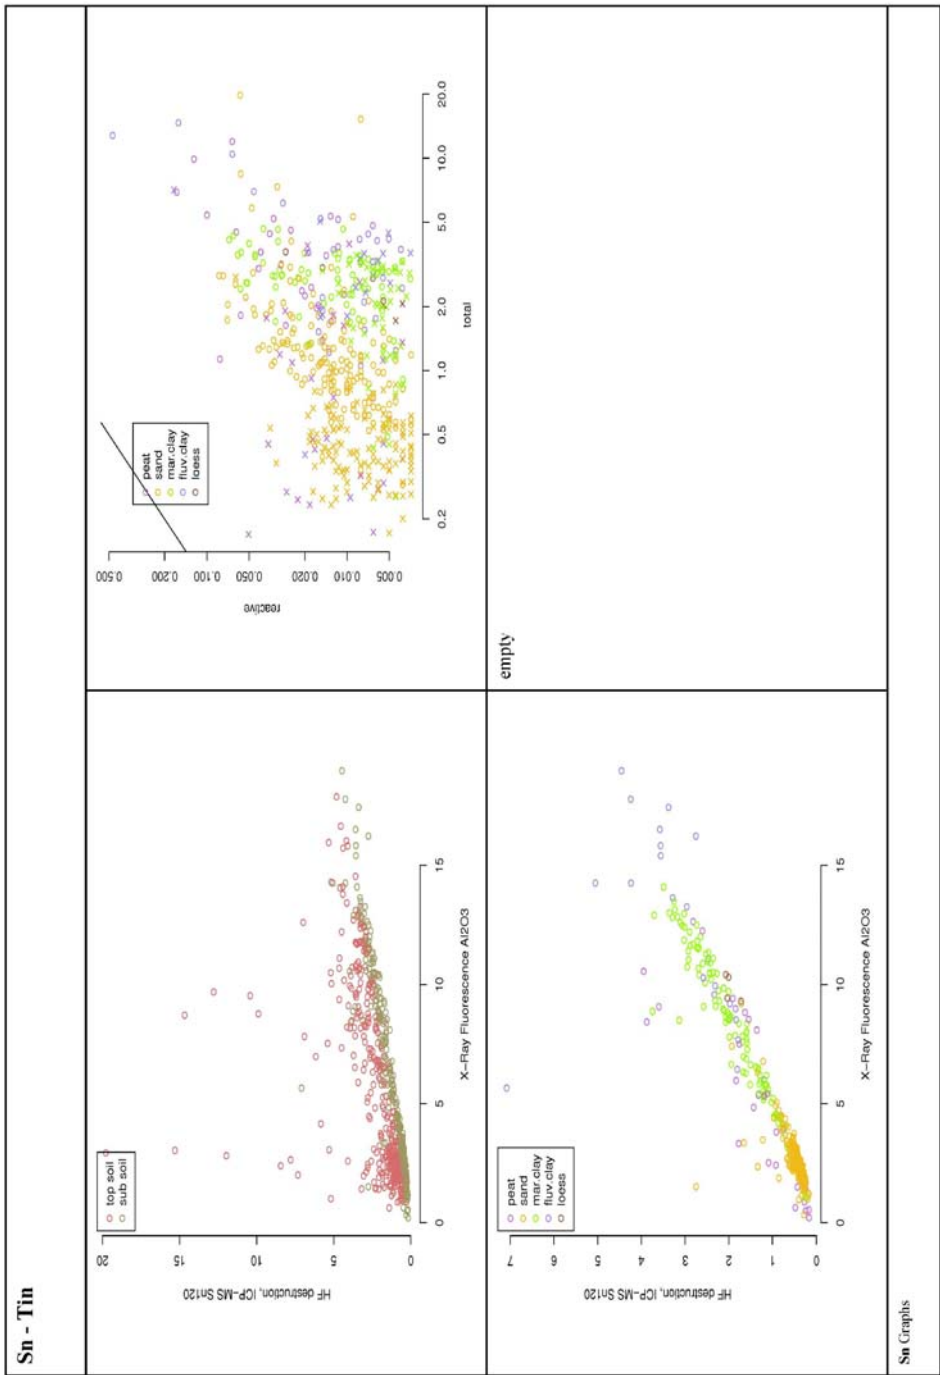 Sn - Tin
top soil
sub soil
20
15
10
5
0
HF destruction, ICP-MS Sn120
0
5
10
15
X-Ray Fluorescence Al2O3
peat
sand
mar.clay
fluv.clay
loess
0.500
0.200
0.100
0.050
0.020
0.010
0.005
reactive
0.2
0.5
1.0
2.0
5.0
10.0
20.0
total
peat
sand
mar.clay
fluv.clay
loess
7
6
5
4
3
2
1
0
HF destruction, ICP-MS Sn120
0
5
10
15
X-Ray Fluorescence Al2O3
empty
Sn Graphs